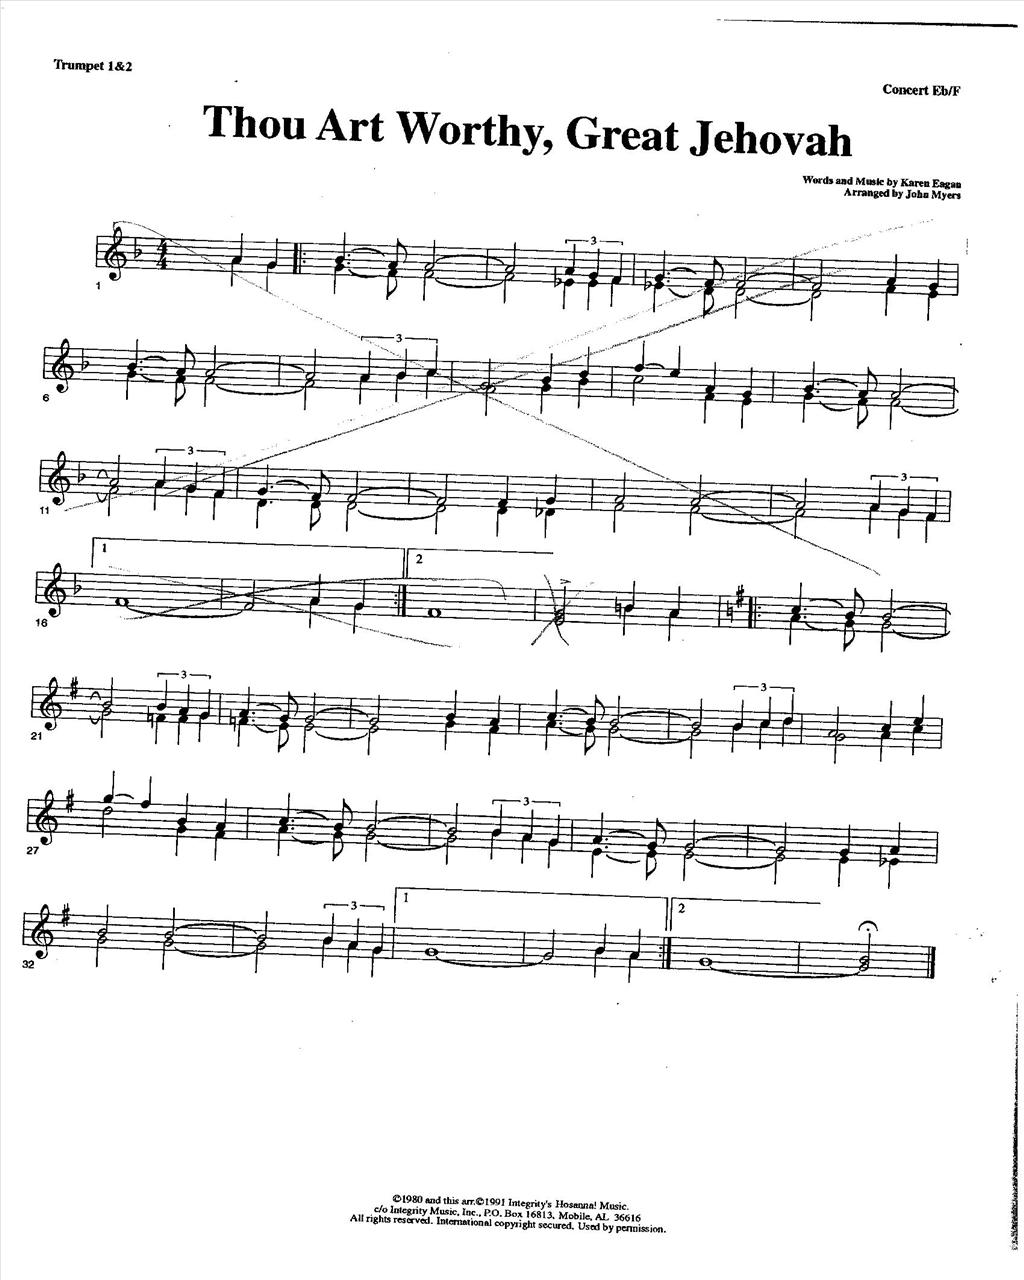 Trumpet 1&2
Concert Eb/F
Thou Art Worthy, Great Jehovah
Words and Music by Karen Eagan
Arranged by John Myers
4
4
3
1
3
6
3
3
11
1
2
16
3
3
21
3
27
3
1
2
32
©1980 and this arr.©1991 Integrity's Hosanna! Music.
c/o Integrity Music, Inc., P.O. Box 16813, Mobile, AL 36616
All rights reserved. International copyright secured. Used by permission.